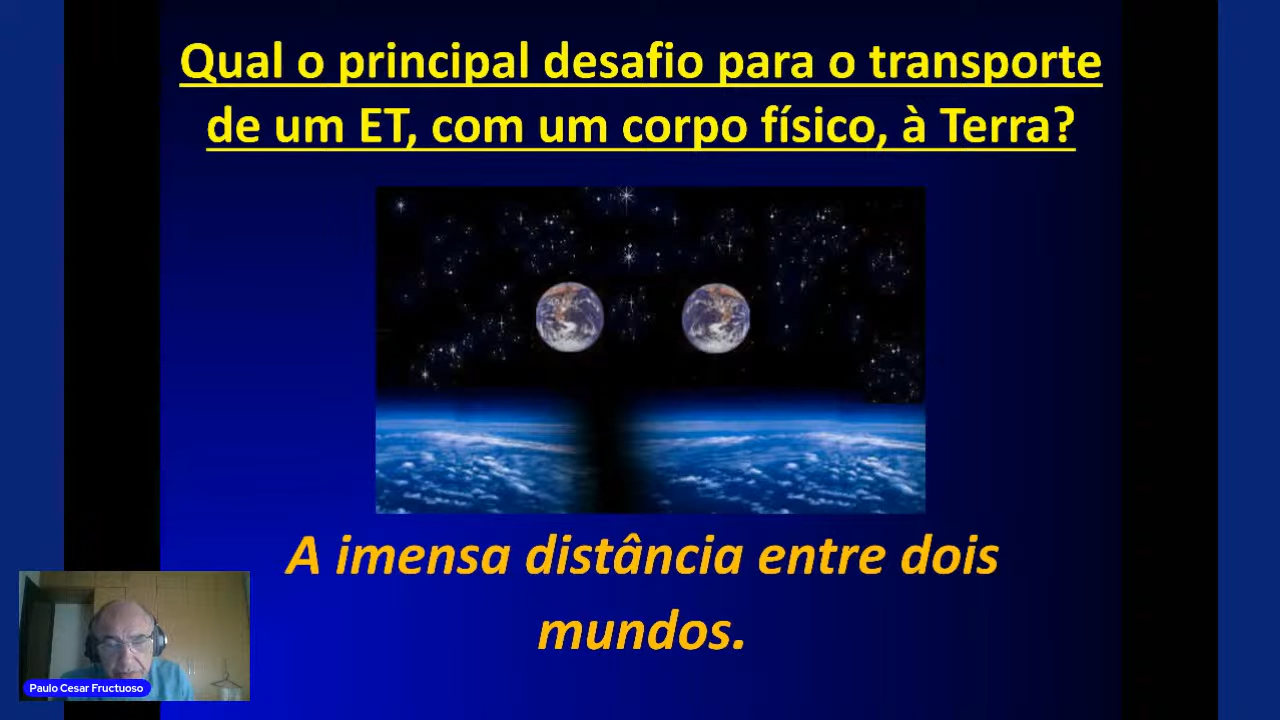 Qual o principal desafio para o transporte
de um ET, com um corpo físico, à Terra?
A imensa distância entre dois
mundos.
Paulo Cesar Fructuoso